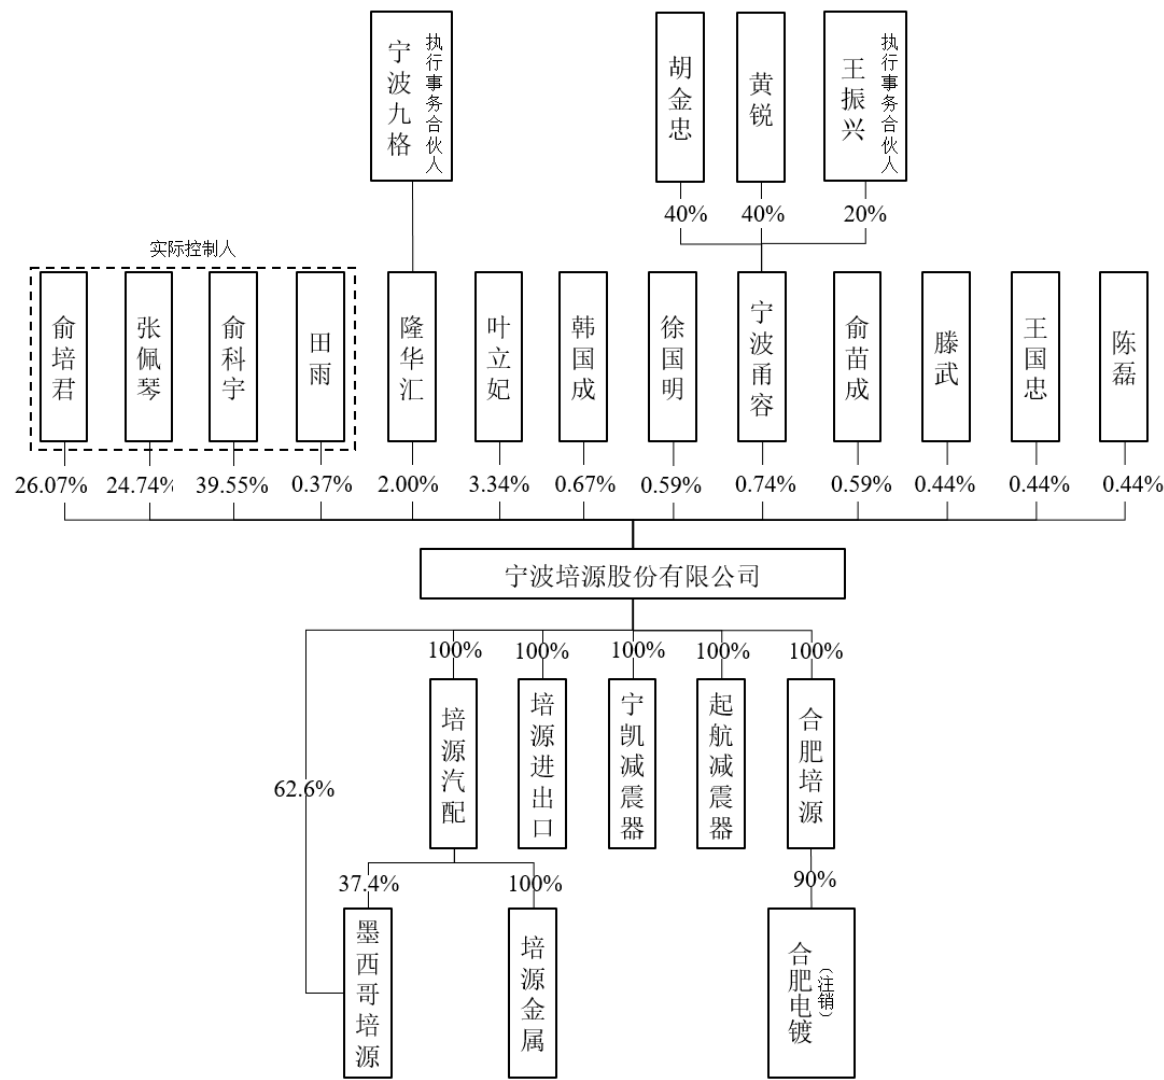 宁波九格
执行事务合伙人
胡金忠
黄锐
王振兴
执行事务合伙人
40%
40%
20%
实际控制人
俞培君
张佩琴
俞科宇
田雨
隆华汇
叶立妃
韩国成
徐国明
宁波甬容
俞苗成
滕武
王国忠
陈磊
26.07%
24.74%
39.55%
0.37%
2.00%
3.34%
0.67%
0.59%
0.74%
0.59%
0.44%
0.44%
0.44%
宁波培源股份有限公司
100%
100%
100%
100%
100%
培源汽配
培源进出口
宁凯减震器
起航减震器
合肥培源
62.6%
37.4%
100%
90%
墨西哥培源
培源金属
合肥电镀
(注销)